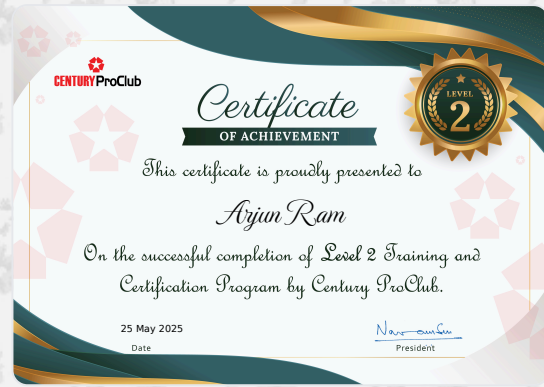 CENTURY ProClub
LEVEL
2
Certificate
OF ACHIEVEMENT
This certificate is proudly presented to
Arjun Ram
On the successful completion of Level 2 Training and
Certification Program by Century ProClub.
25 May 2025
Date
President